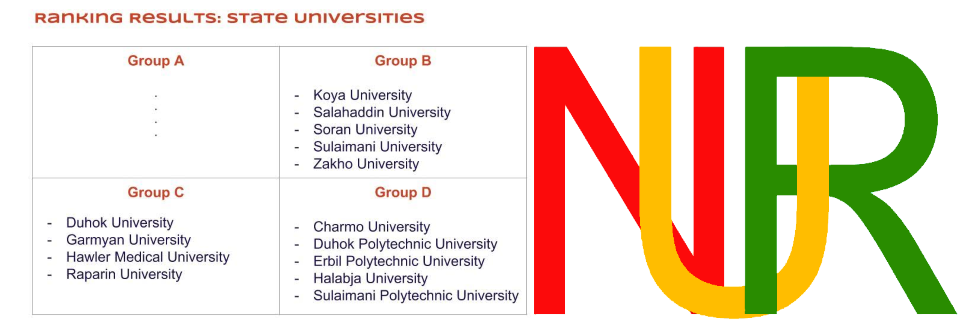 Ranking Results: State Universities
Group A
.
.
.
.
Group B
- Koya University
- Salahaddin University
- Soran University
- Sulaimani University
- Zakho University
Group C
- Duhok University
- Garmyan University
- Hawler Medical University
- Raparin University
Group D
- Charmo University
- Duhok Polytechnic University
- Erbil Polytechnic University
- Halabja University
- Sulaimani Polytechnic University
NUR